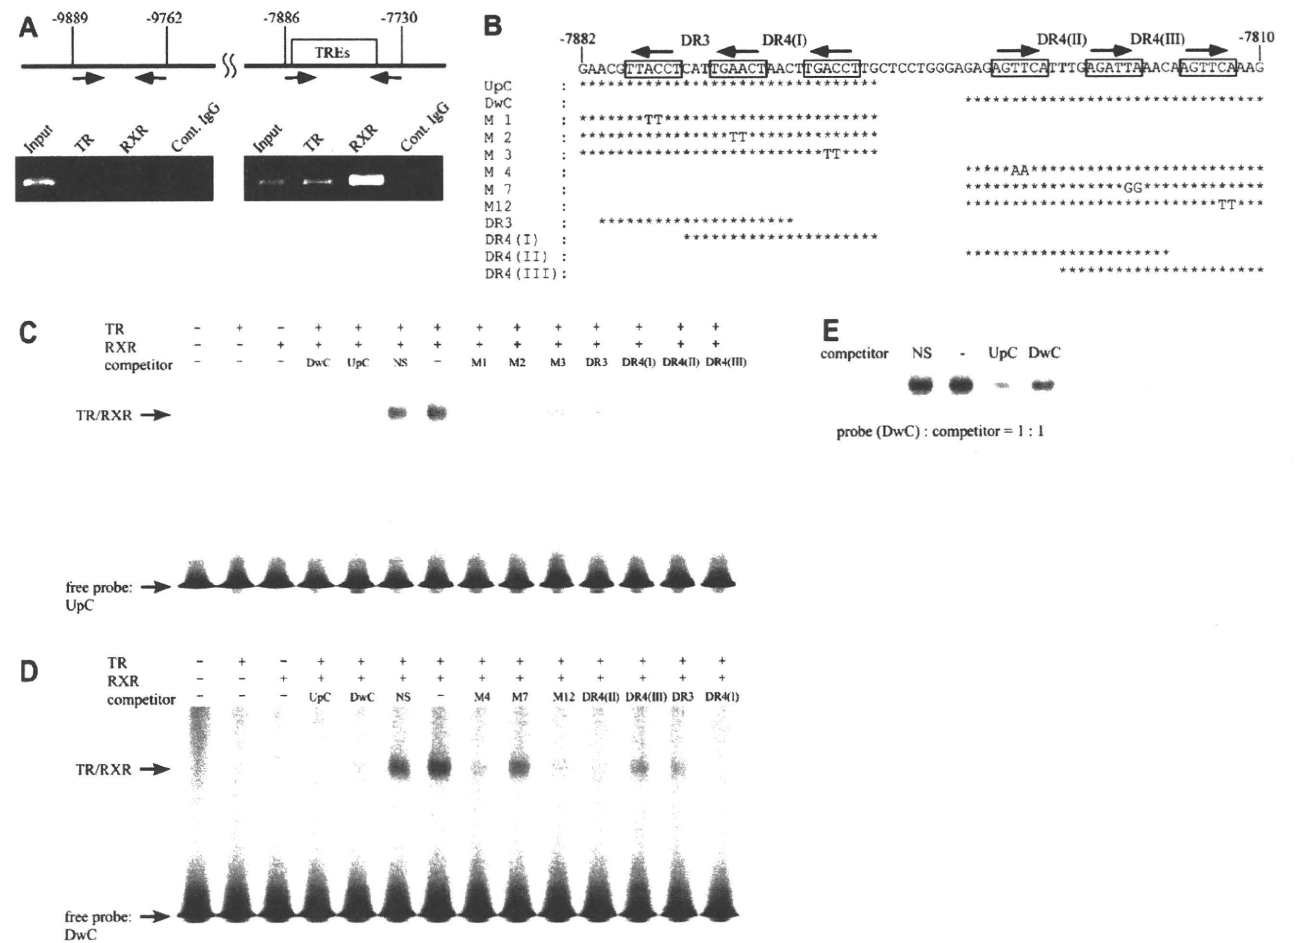 A
-9889 -9762 -7886 -7730
TREs
Input TR RXR Cont. IgG Input TR RXR Cont. IgG
B
-7882 DR3 DR4(I) DR4(II) DR4(III) -7810
GAACGTTACCTCATTGAACTAACTTGACCTTGCTCCTGGGAGAGAGTTCATTTGAGATTAAACAAGTTCAAAG
UpC : ********************************
DwC : ********************************
M 1 : *******TT***********************
M 2 : ****************TT**************
M 3 : **************************TT****
M 4 : *****AA*************************
M 7 : *****************GG*************
M12 : ***************************TT***
DR3 : *********************
DR4(I) : *********************
DR4(II) : **********************
DR4(III): **********************
C
TR - + - + + + + + + + + + + +
RXR - - + + + + + + + + + + + +
competitor - - - DwC UpC NS - M1 M2 M3 DR3 DR4(I) DR4(II) DR4(III)
TR/RXR
free probe:
UpC
D
TR - + - + + + + + + + + + + +
RXR - - + + + + + + + + + + + +
competitor - - - UpC DwC NS - M4 M7 M12 DR4(II) DR4(III) DR3 DR4(I)
TR/RXR
free probe:
DwC
E
competitor NS - UpC DwC
probe (DwC) : competitor = 1 : 1